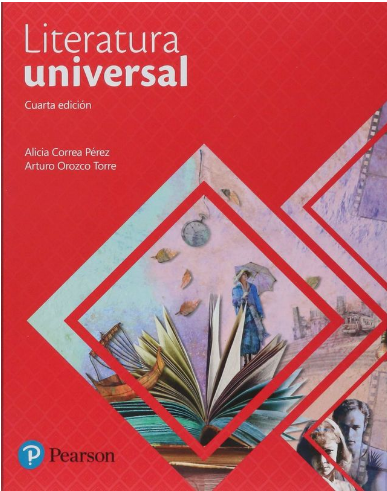 Literatura
universal
Cuarta edición
Alicia Correa Pérez
Arturo Orozco Torre
Pearson